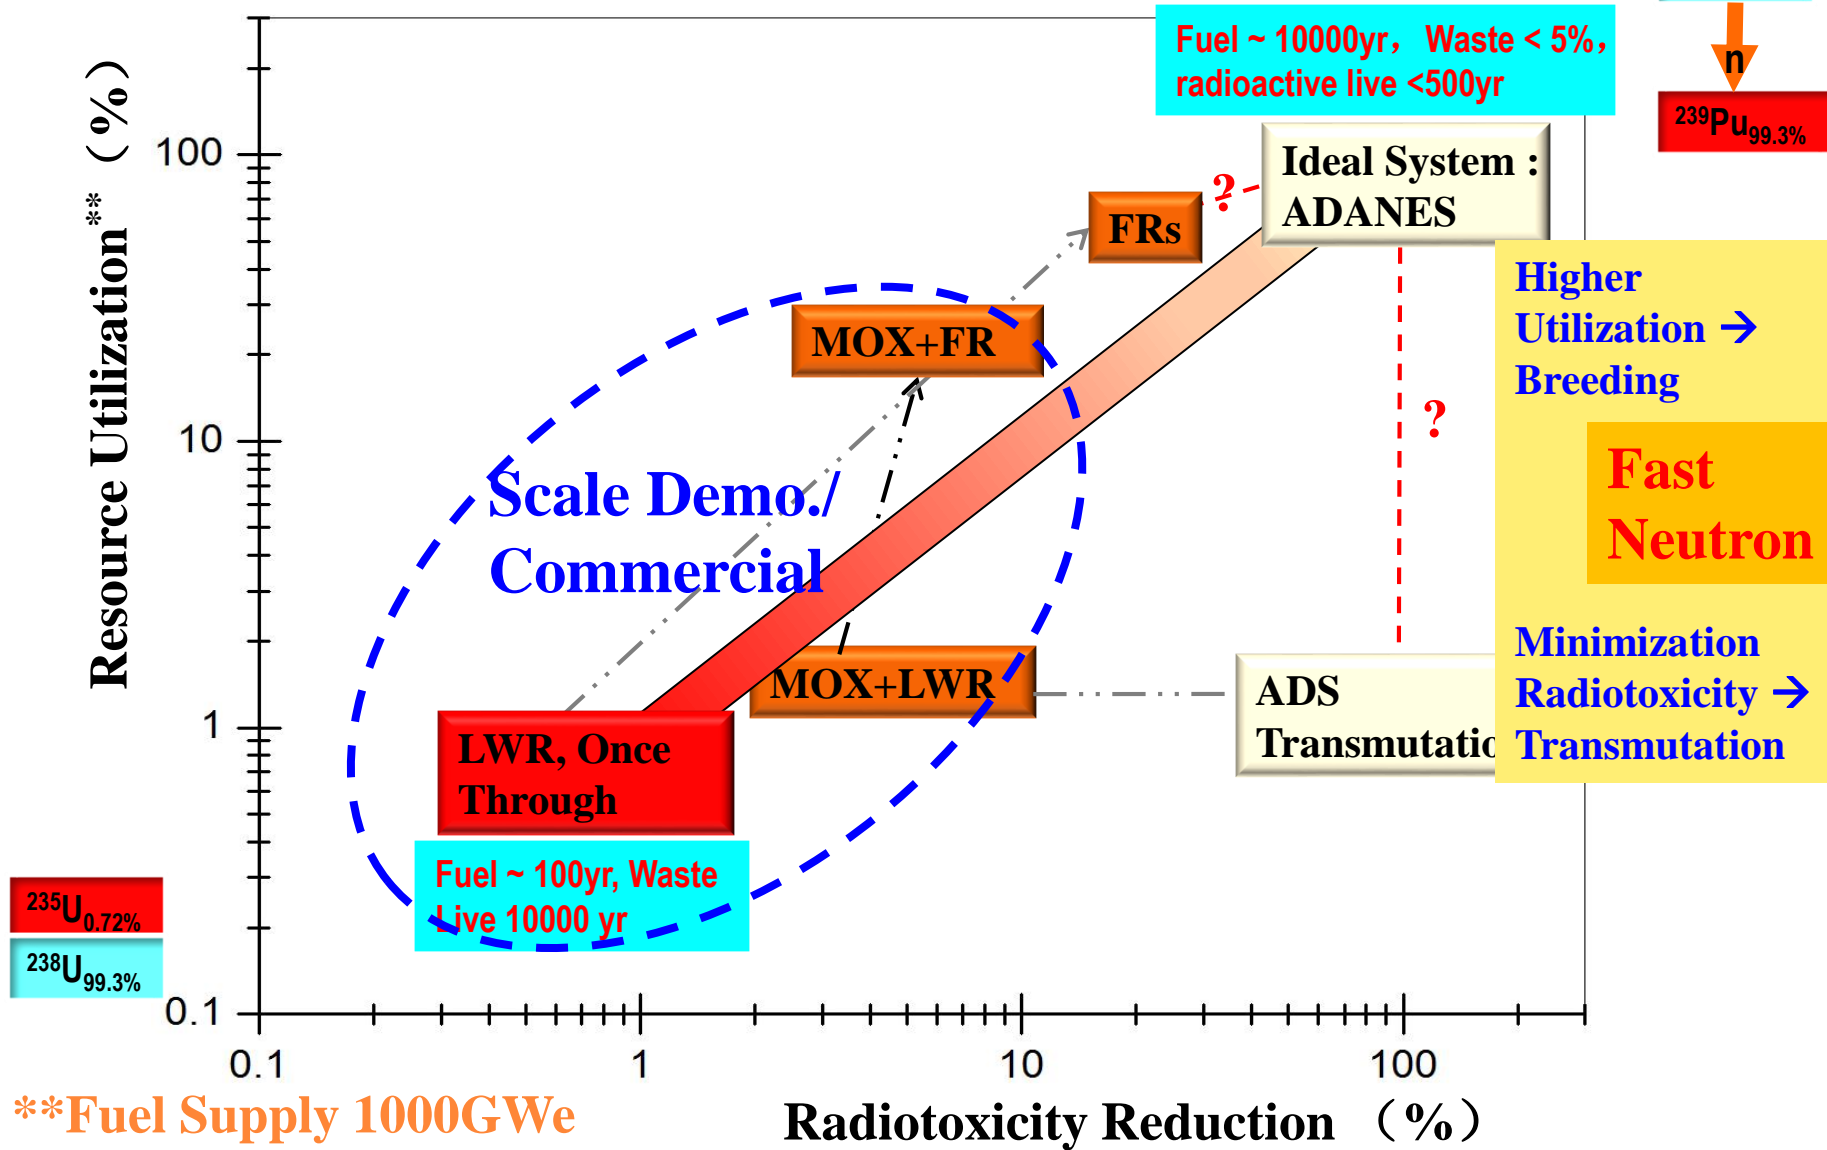 Fuel ~ 10000yr， Waste < 5%，
radioactive live <500yr
n
239Pu99.3%
Resource Utilization** （%）
100
10
1
0.1
Ideal System :
ADANES
?
FRs
MOX+FR
Higher
Utilization →
Breeding
?
Fast
Neutron
Scale Demo./
Commercial
Minimization
Radiotoxicity →
Transmutation
MOX+LWR
ADS
Transmutatio
LWR, Once
Through
Fuel ~ 100yr, Waste
Live 10000 yr
235U0.72%
238U99.3%
0.1
1
10
100
**Fuel Supply 1000GWe
Radiotoxicity Reduction （%）